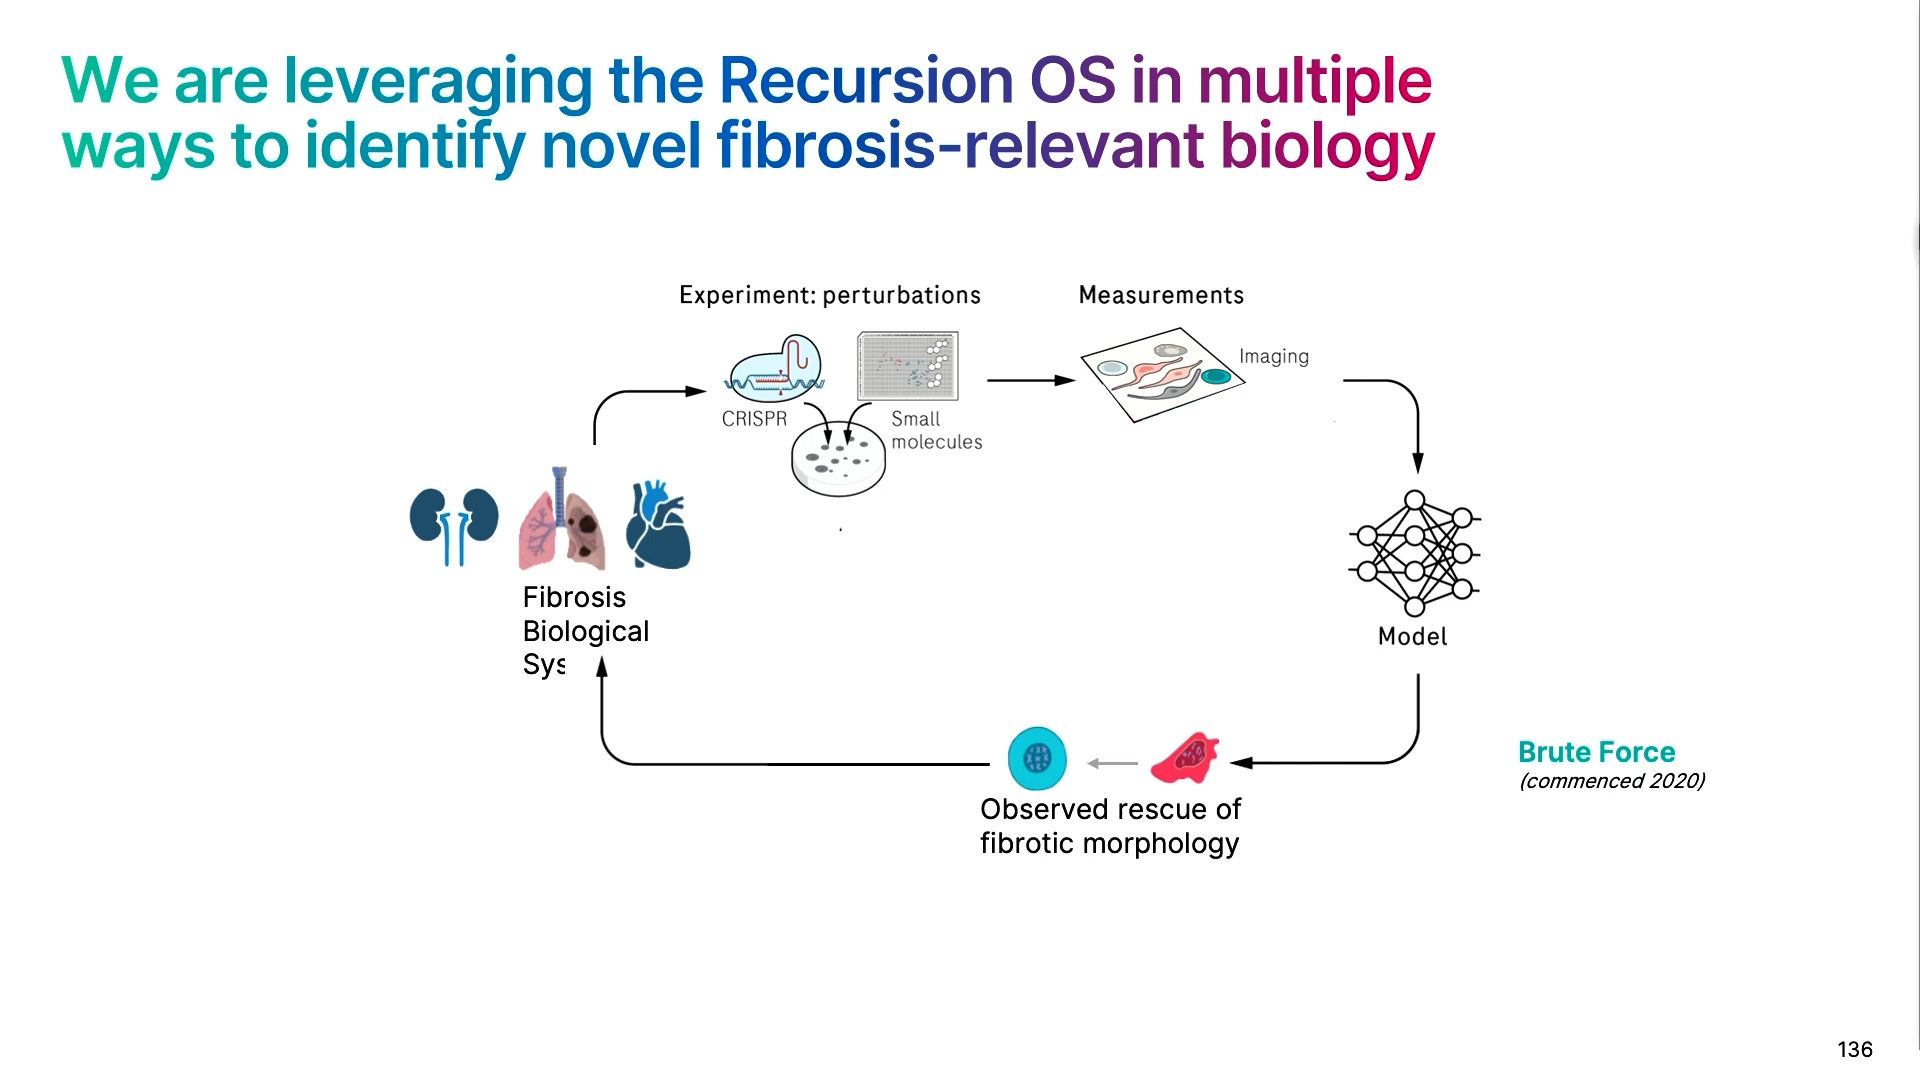 We are leveraging the Recursion OS in multiple
ways to identify novel fibrosis-relevant biology
Experiment: perturbations
Measurements
Imaging
CRISPR
Small
molecules
Fibrosis
Biological
Sys
Model
Observed rescue of
fibrotic morphology
Brute Force
(commenced 2020)
136